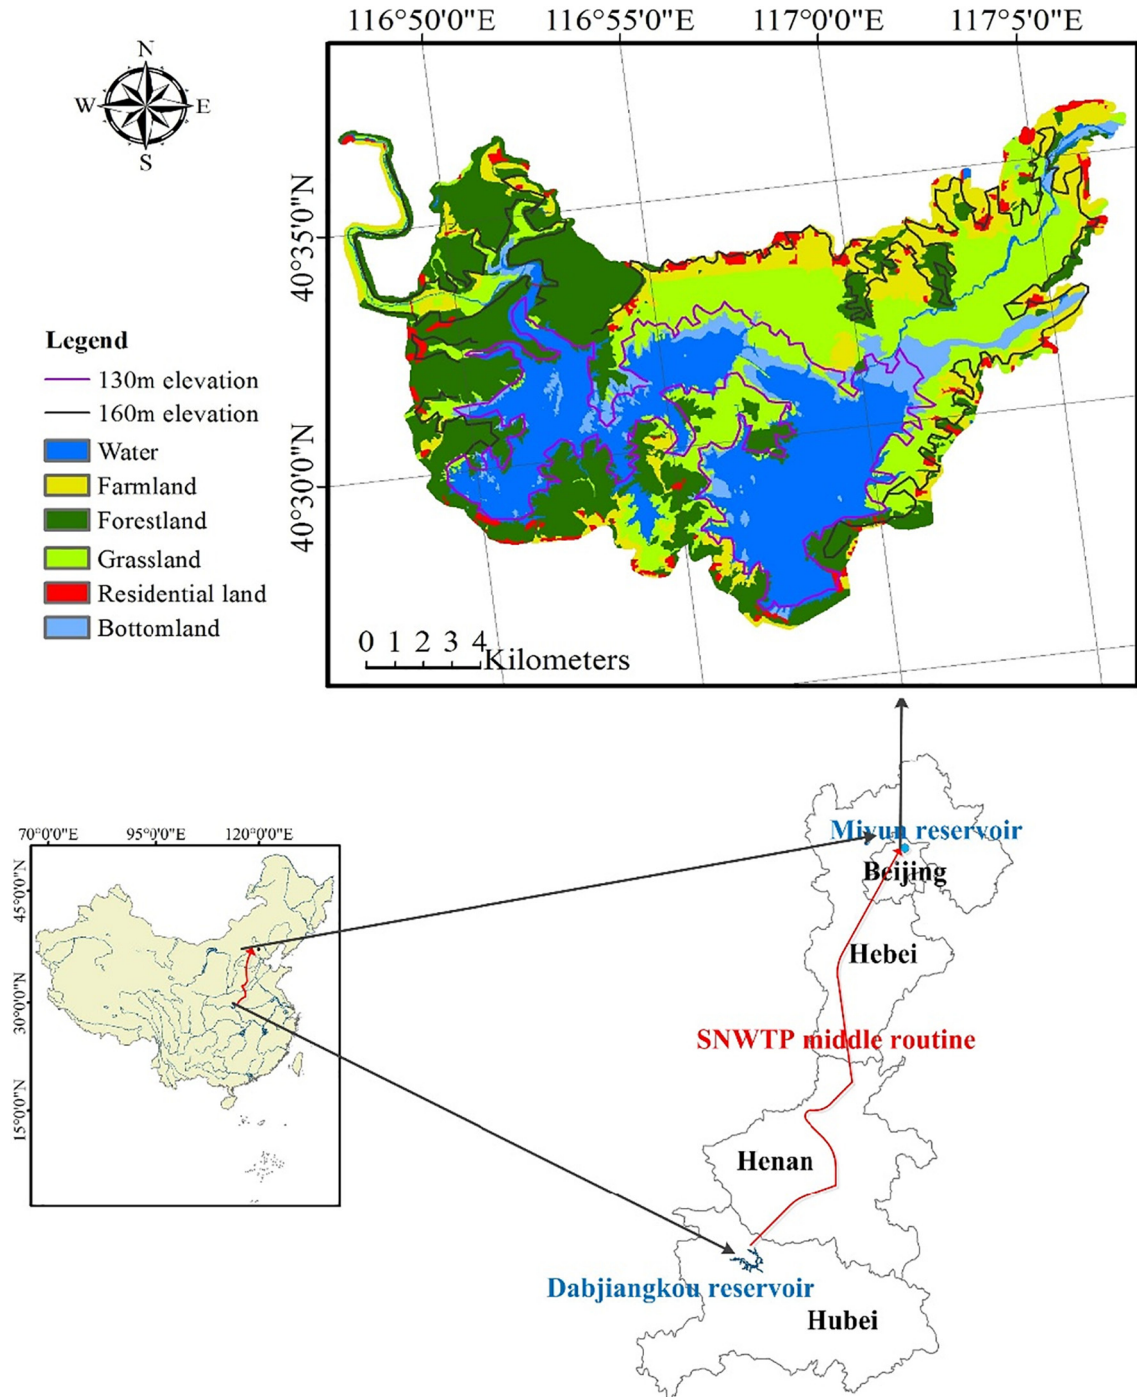 116°50'0"E 116°55'0"E 117°0'0"E 117°5'0"E
N
W E
S
40°35'0"N
40°30'0"N
Legend
130m elevation
160m elevation
Water
Farmland
Forestland
Grassland
Residential land
Bottomland
0 1 2 3 4
Kilometers
70°0'0"E 95°0'0"E 120°0'0"E
45°0'0"N
30°0'0"N
15°0'0"N
Miyun reservoir
Beijing
Hebei
SNWTP middle routine
Henan
Dabjiangkou reservoir
Hubei